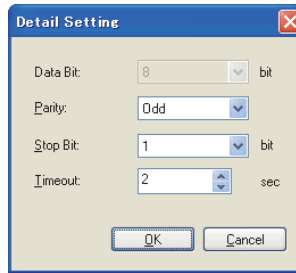 Detail Setting
Data Bit: 8 bit
Parity: Odd
Stop Bit: 1 bit
Timeout: 2 sec
OK Cancel